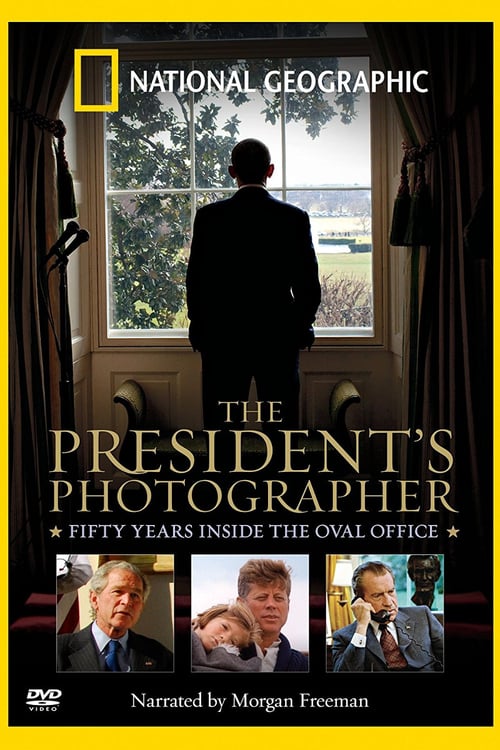 NATIONAL GEOGRAPHIC
THE
PRESIDENT'S
PHOTOGRAPHER
★ FIFTY YEARS INSIDE THE OVAL OFFICE ★
DVD
VIDEO
Narrated by Morgan Freeman